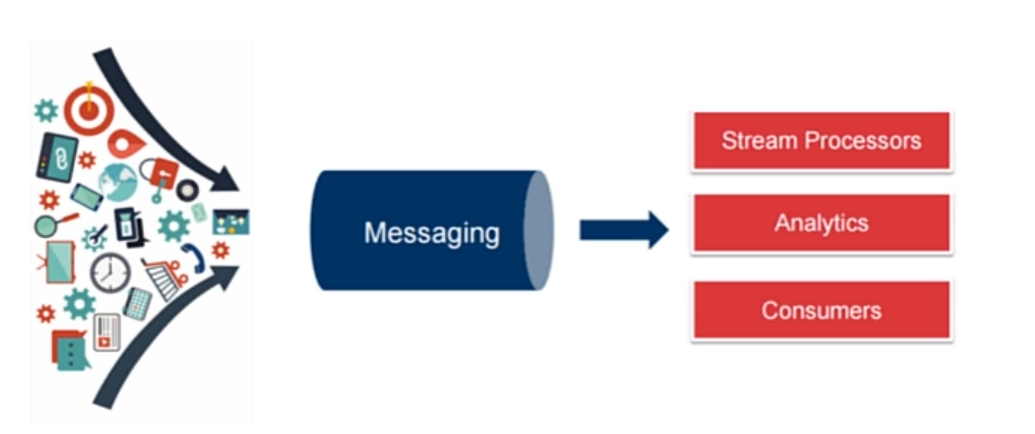 Messaging
Stream Processors
Analytics
Consumers